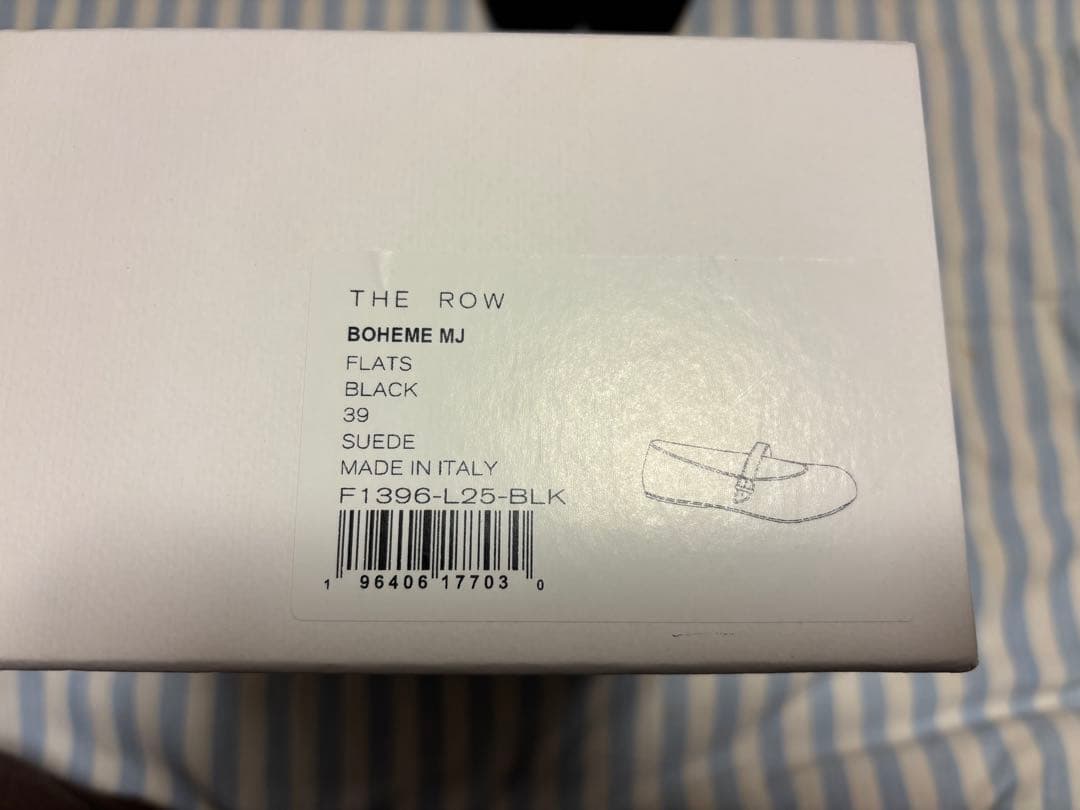 THE ROW
BOHEME MJ
FLATS
BLACK
39
SUEDE
MADE IN ITALY
F1396-L25-BLK
1 96406 17703 0